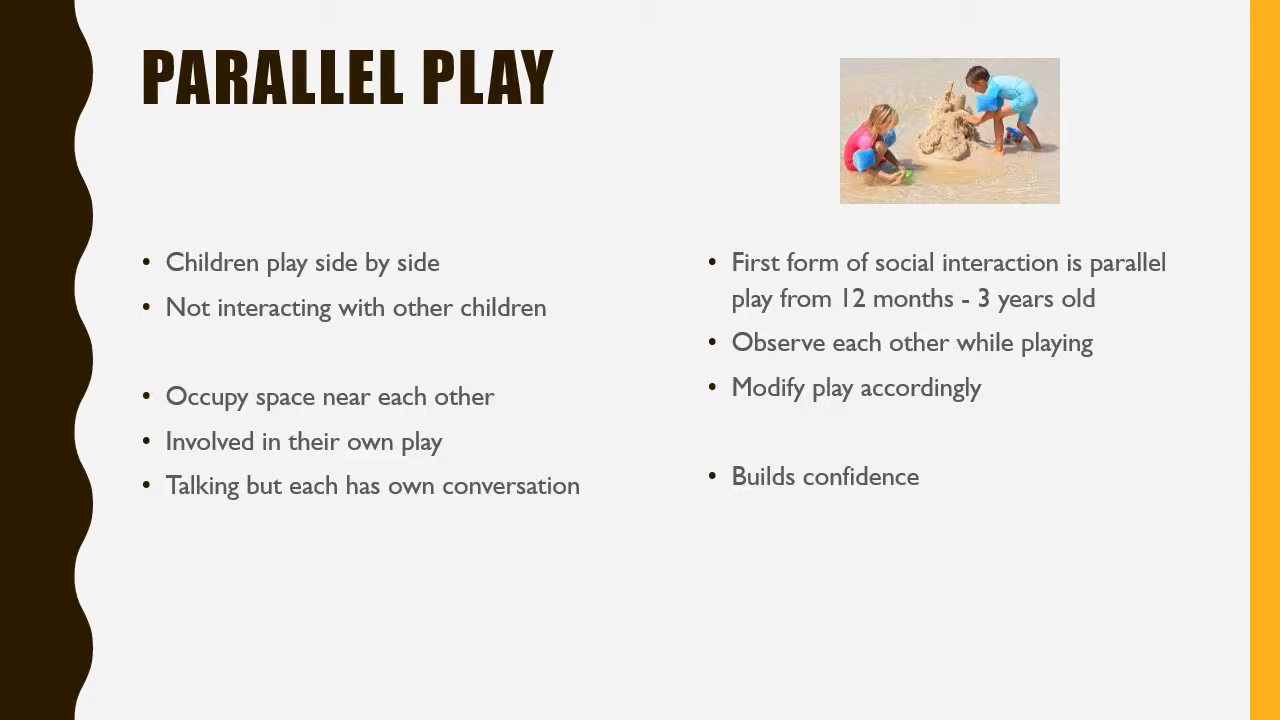 PARALLEL PLAY
• Children play side by side
• Not interacting with other children
• Occupy space near each other
• Involved in their own play
• Talking but each has own conversation
• First form of social interaction is parallel
play from 12 months - 3 years old
• Observe each other while playing
• Modify play accordingly
• Builds confidence